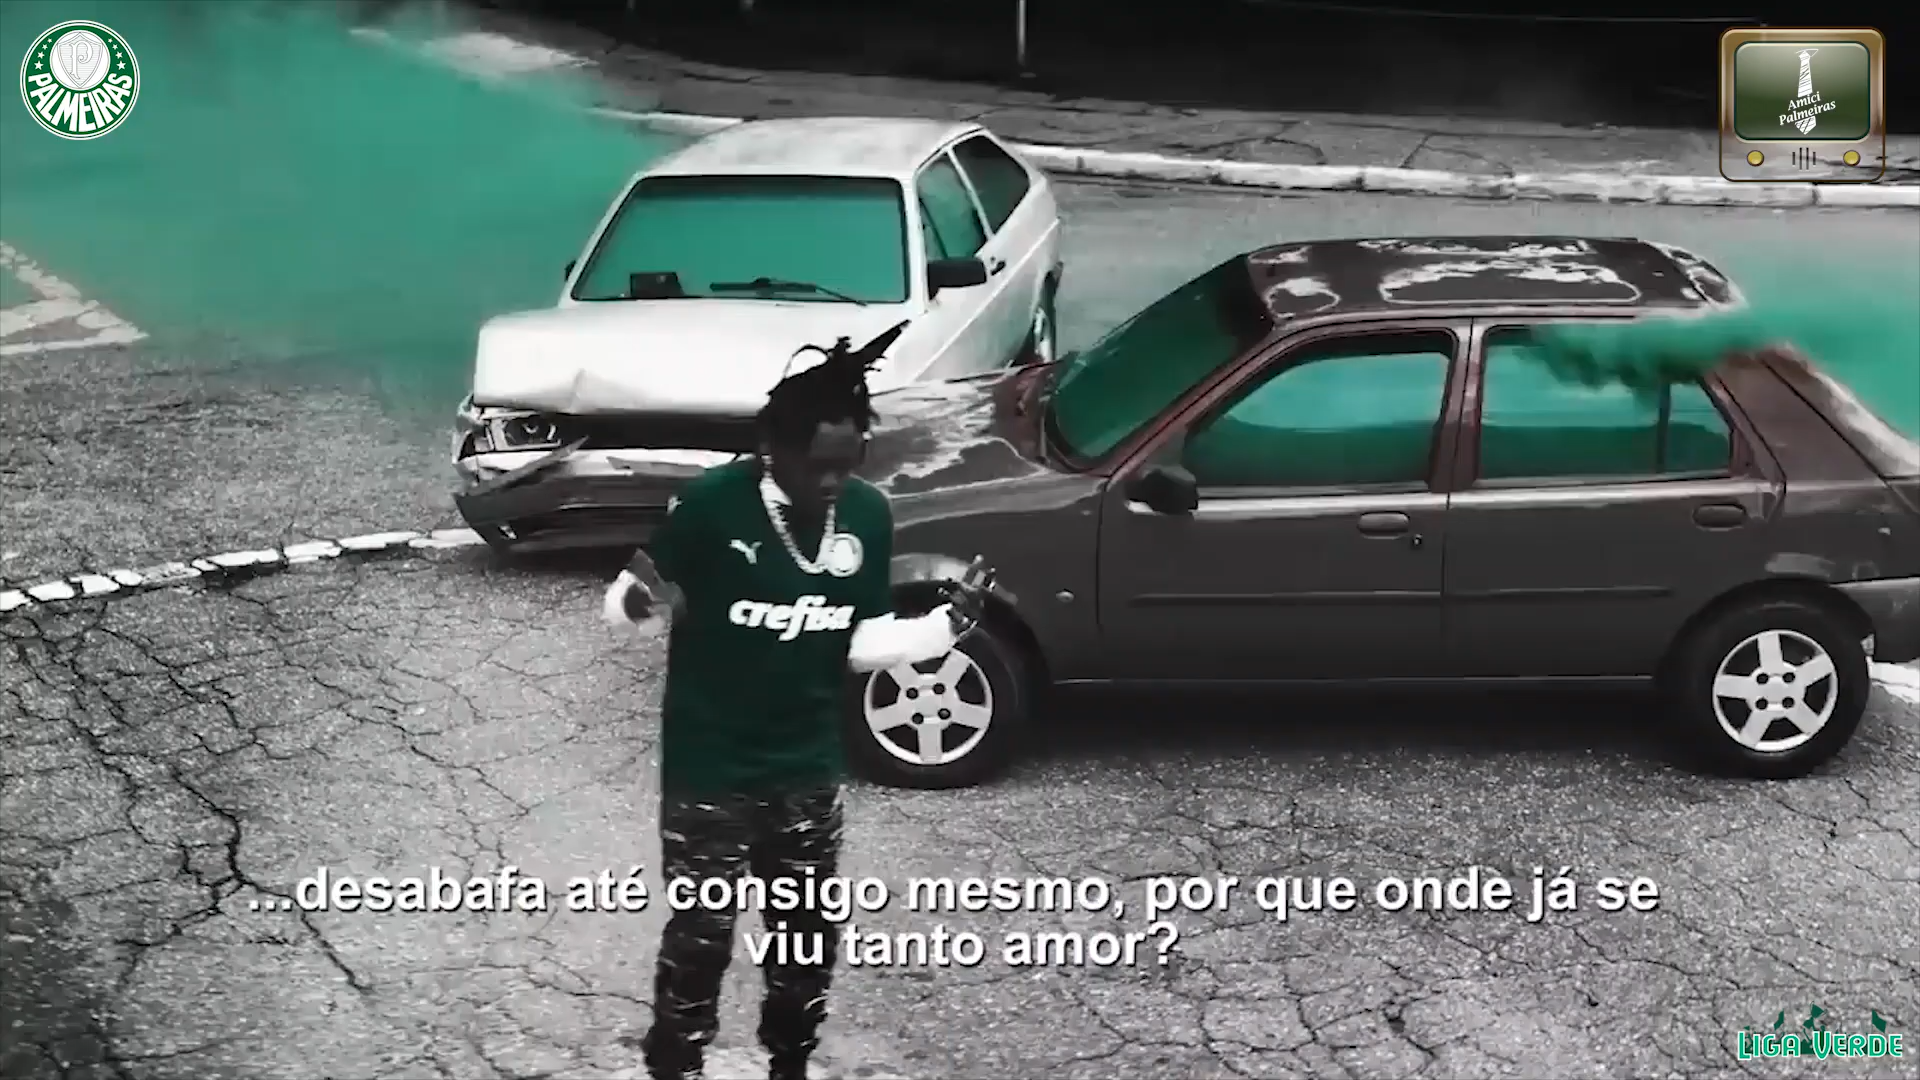 PALMEIRAS
Amici
Palmeiras
crefisa
...desabafa até consigo mesmo, por que onde já se
viu tanto amor?
LIGA VERDE